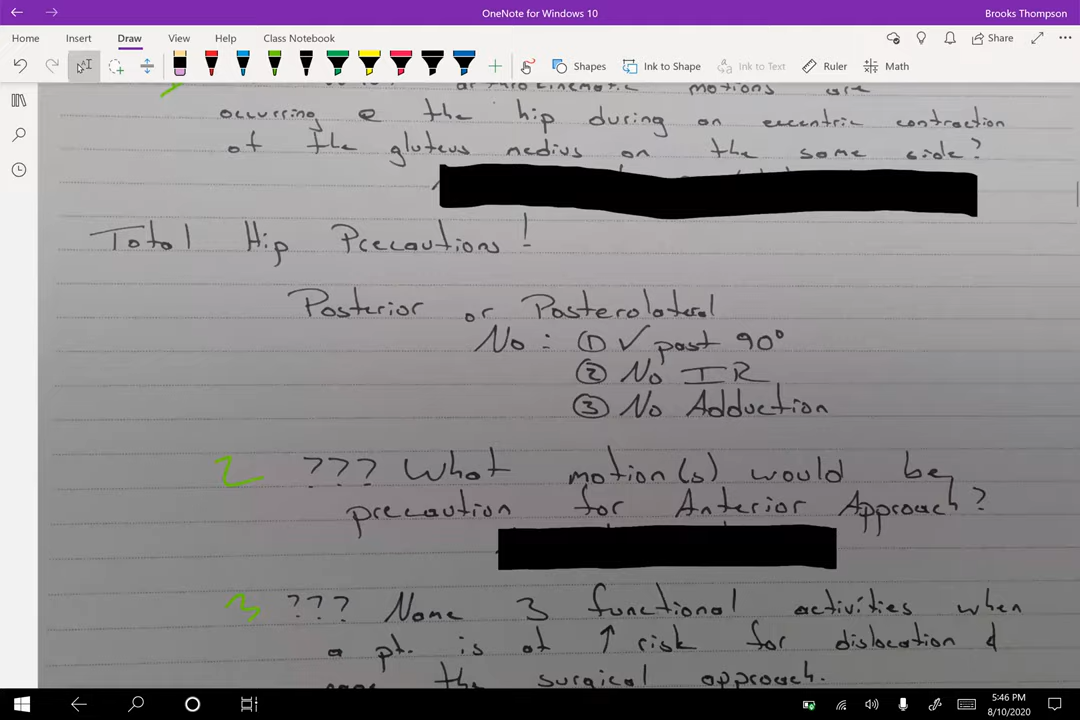 OneNote for Windows 10
Brooks Thompson
Home Insert Draw View Help Class Notebook
Share
Shapes Ink to Shape Ink to Text Ruler Math
arthrokinematic motions are
occurring @ the hip during an eccentric contraction
of the gluteus medius on the same side?
Total Hip Precautions!
Posterior or Posterolateral
No: ① ✓ past 90°
② No IR
③ No Adduction
2 ??? What motion(s) would be
precaution for Anterior Approach?
3 ??? Name 3 functional activities when
a pt. is at ↑ risk for dislocation &
the surgical approach.
5:46 PM
8/10/2020